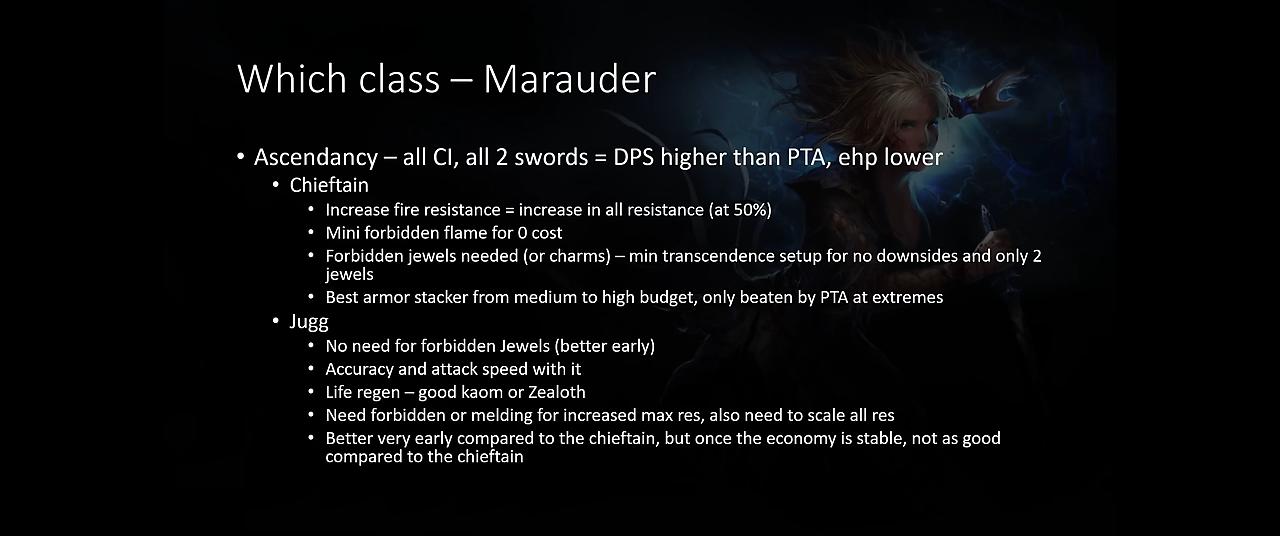 Which class – Marauder
• Ascendancy – all CI, all 2 swords = DPS higher than PTA, ehp lower
• Chieftain
• Increase fire resistance = increase in all resistance (at 50%)
• Mini forbidden flame for 0 cost
• Forbidden jewels needed (or charms) – min transcendence setup for no downsides and only 2
jewels
• Best armor stacker from medium to high budget, only beaten by PTA at extremes
• Jugg
• No need for forbidden Jewels (better early)
• Accuracy and attack speed with it
• Life regen – good kaom or Zealoth
• Need forbidden or melding for increased max res, also need to scale all res
• Better very early compared to the chieftain, but once the economy is stable, not as good
compared to the chieftain